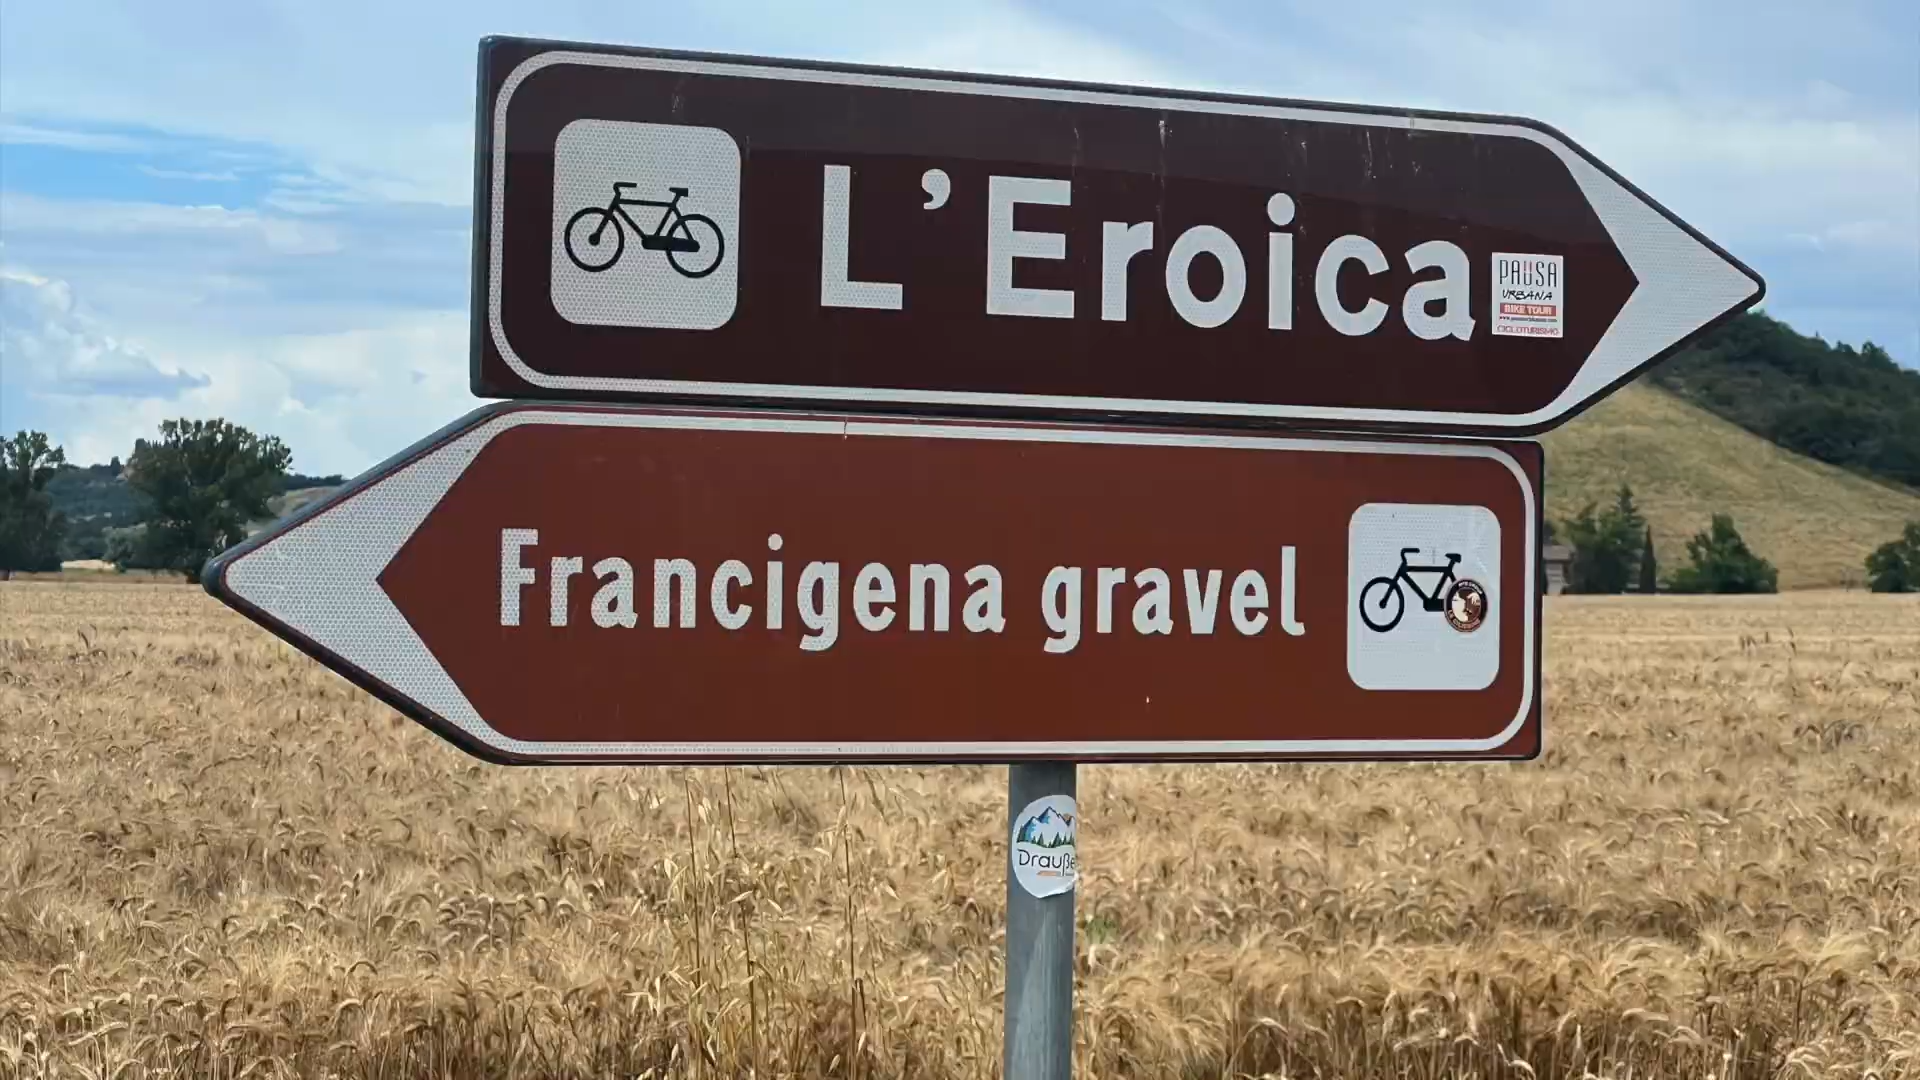 L'Eroica
PAUSA
URBANA
BIKE TOUR
CICLOTURISMO
Francigena gravel
Drauße